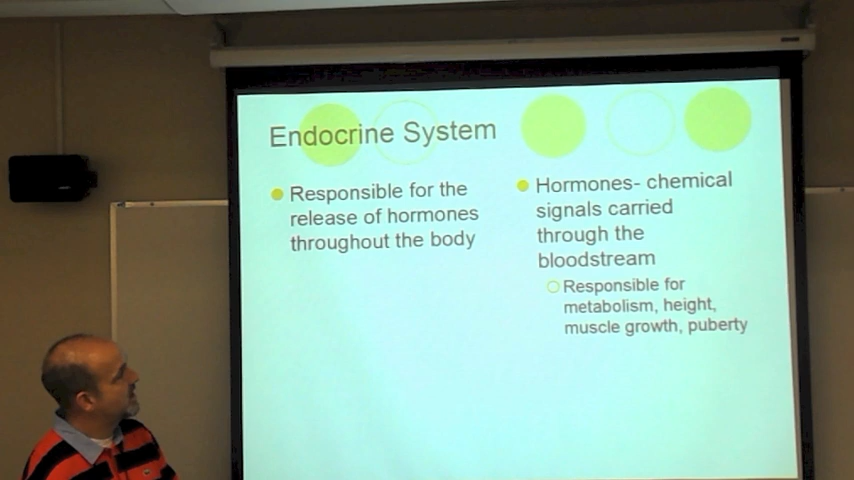 Endocrine System
Responsible for the
release of hormones
throughout the body
Hormones- chemical
signals carried
through the
bloodstream
Responsible for
metabolism, height,
muscle growth, puberty